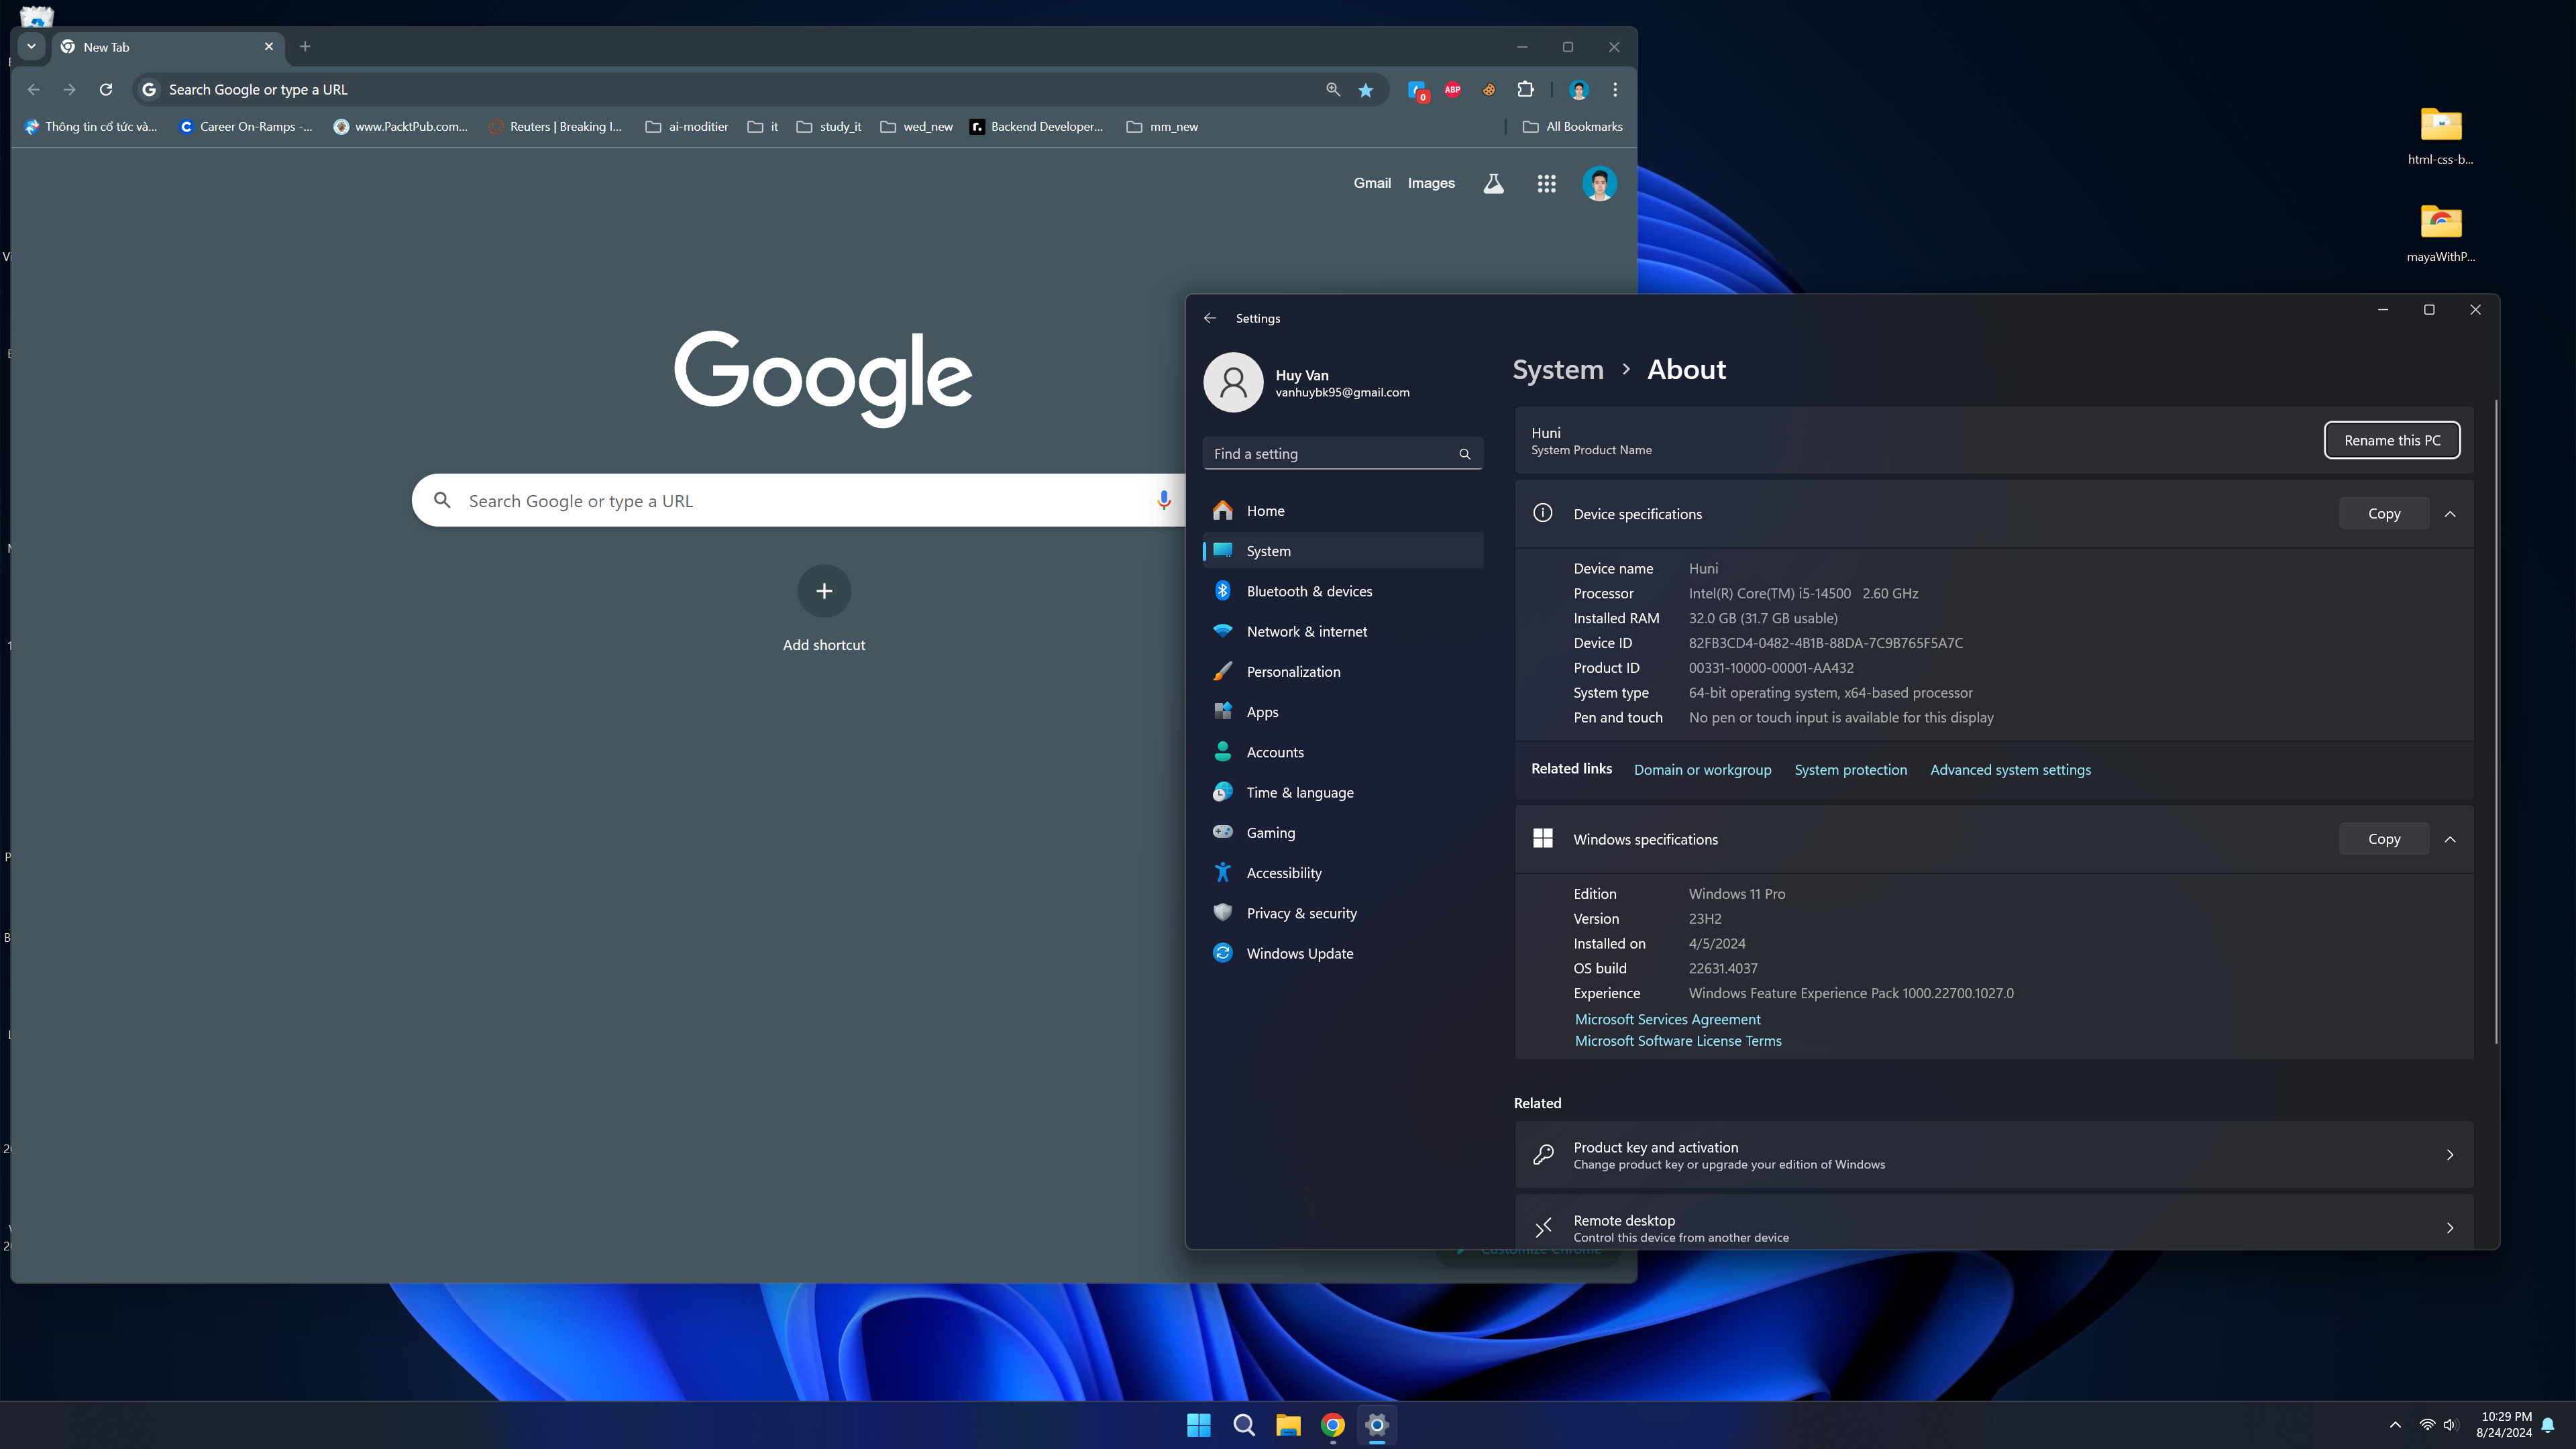 New Tab
Search Google or type a URL
0
ABP
Thông tin cổ tức và...
Career On-Ramps -...
www.PacktPub.com...
Reuters | Breaking I...
ai-moditier
it
study_it
wed_new
Backend Developer...
mm_new
All Bookmarks
Gmail
Images
Google
Search Google or type a URL
Add shortcut
html-css-b...
mayaWithP...
Settings
Huy Van
vanhuybk95@gmail.com
Find a setting
Home
System
Bluetooth & devices
Network & internet
Personalization
Apps
Accounts
Time & language
Gaming
Accessibility
Privacy & security
Windows Update
System > About
Huni
System Product Name
Rename this PC
Device specifications
Copy
Device name Huni
Processor Intel(R) Core(TM) i5-14500 2.60 GHz
Installed RAM 32.0 GB (31.7 GB usable)
Device ID 82FB3CD4-0482-4B1B-88DA-7C9B765F5A7C
Product ID 00331-10000-00001-AA432
System type 64-bit operating system, x64-based processor
Pen and touch No pen or touch input is available for this display
Related links Domain or workgroup System protection Advanced system settings
Windows specifications
Copy
Edition Windows 11 Pro
Version 23H2
Installed on 4/5/2024
OS build 22631.4037
Experience Windows Feature Experience Pack 1000.22700.1027.0
Microsoft Services Agreement
Microsoft Software License Terms
Related
Product key and activation
Change product key or upgrade your edition of Windows
Remote desktop
Control this device from another device
Customize Chrome
10:29 PM
8/24/2024